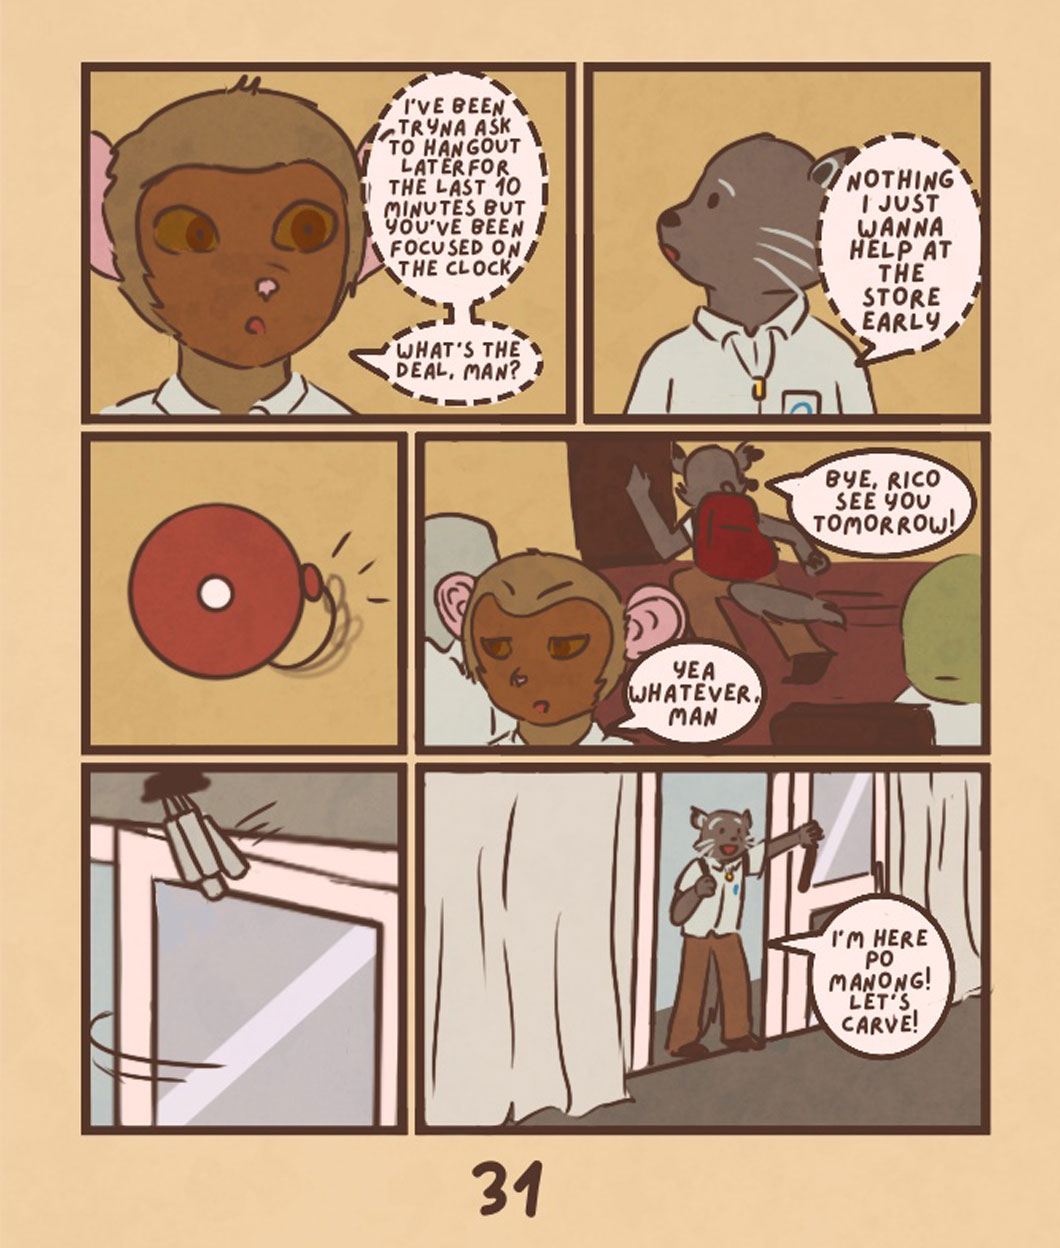 I'VE BEEN
TRYNA ASK
TO HANGOUT
LATERFOR
THE LAST 10
MINUTES BUT
YOU'VE BEEN
FOCUSED ON
THE CLOCK
WHAT'S THE
DEAL, MAN?
NOTHING
I JUST
WANNA
HELP AT
THE
STORE
EARLY
BYE, RICO
SEE YOU
TOMORROW!
YEA
WHATEVER,
MAN
I'M HERE
PO
MANONG!
LET'S
CARVE!
31